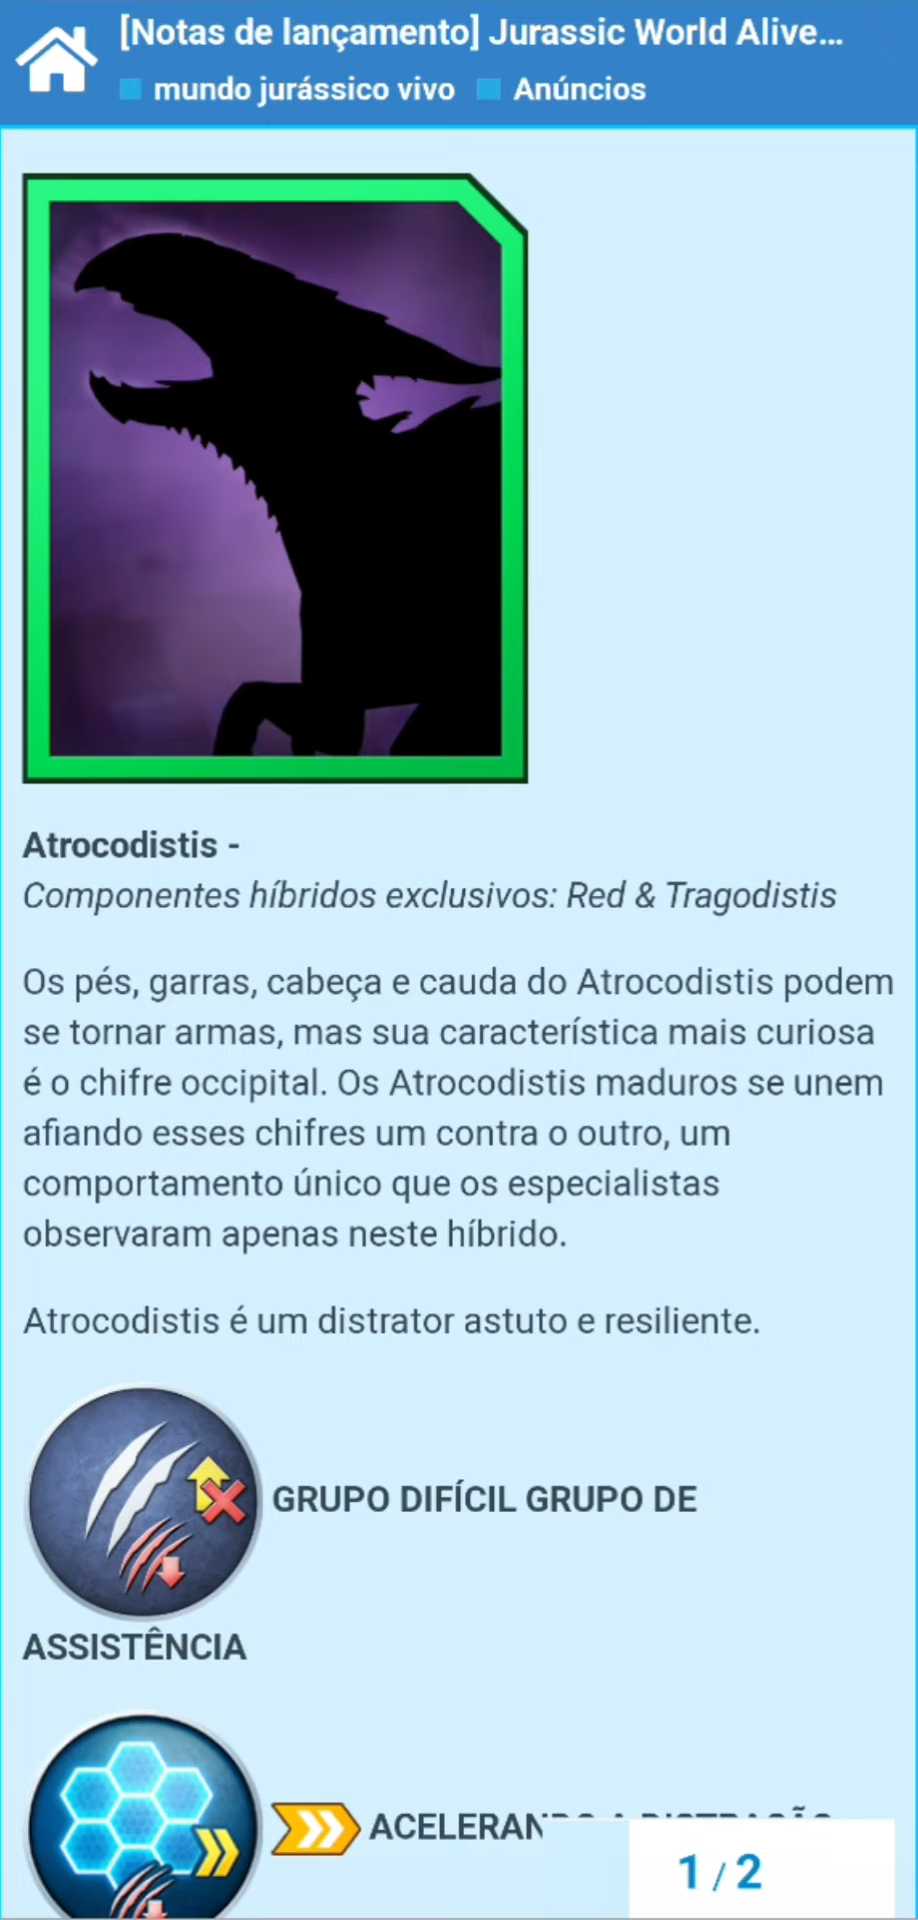 [Notas de lançamento] Jurassic World Alive...
mundo jurássico vivo Anúncios
Atrocodistis -
Componentes híbridos exclusivos: Red & Tragodistis
Os pés, garras, cabeça e cauda do Atrocodistis podem
se tornar armas, mas sua característica mais curiosa
é o chifre occipital. Os Atrocodistis maduros se unem
afiando esses chifres um contra o outro, um
comportamento único que os especialistas
observaram apenas neste híbrido.
Atrocodistis é um distrator astuto e resiliente.
GRUPO DIFÍCIL GRUPO DE
ASSISTÊNCIA
1 / 2